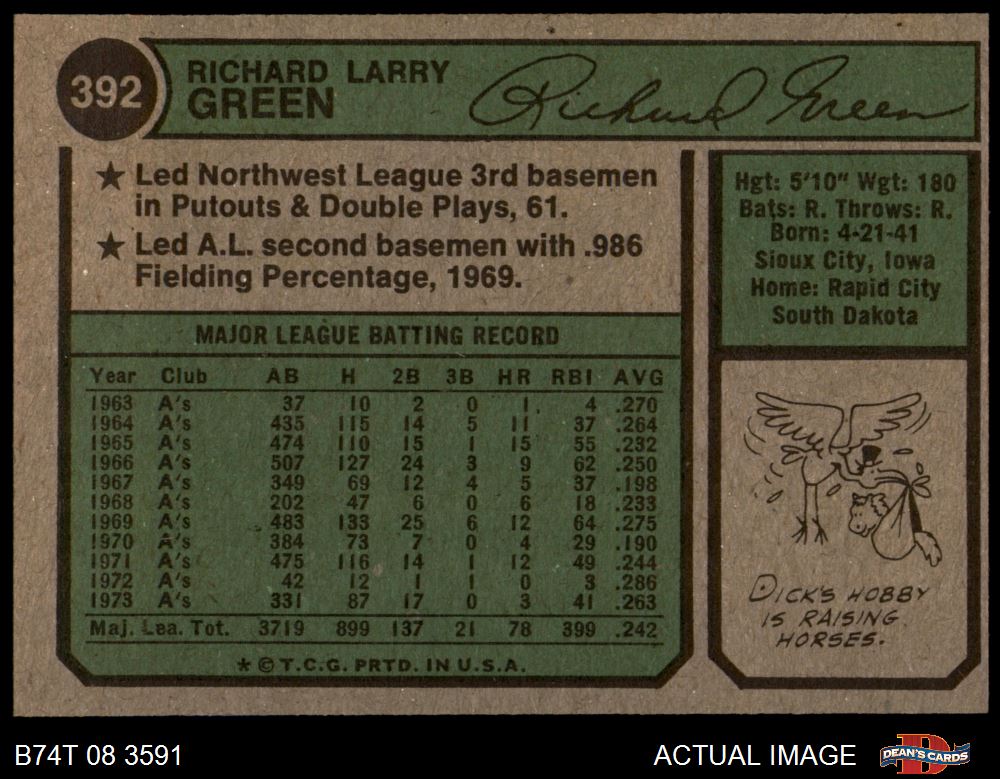 392
RICHARD LARRY
GREEN
Richard Green
★ Led Northwest League 3rd basemen
in Putouts & Double Plays, 61.
★ Led A.L. second basemen with .986
Fielding Percentage, 1969.
Hgt: 5'10" Wgt: 180
Bats: R. Throws: R.
Born: 4-21-41
Sioux City, Iowa
Home: Rapid City
South Dakota
MAJOR LEAGUE BATTING RECORD
Year Club AB H 2B 3B HR RBI AVG
1963 A's 37 10 2 0 1 4 .270
1964 A's 435 115 14 5 11 37 .264
1965 A's 474 110 15 1 15 55 .232
1966 A's 507 127 24 3 9 62 .250
1967 A's 349 69 12 4 5 37 .198
1968 A's 202 47 6 0 6 18 .233
1969 A's 483 133 25 6 12 64 .275
1970 A's 384 73 7 0 4 29 .190
1971 A's 475 116 14 1 12 49 .244
1972 A's 42 12 1 1 0 3 .286
1973 A's 331 87 17 0 3 41 .263
Maj. Lea. Tot. 3719 899 137 21 78 399 .242
* © T.C.G. PRTD. IN U.S.A.
DICK'S HOBBY
IS RAISING
HORSES.
B74T 08 3591
ACTUAL IMAGE
D
DEAN'S CARDS